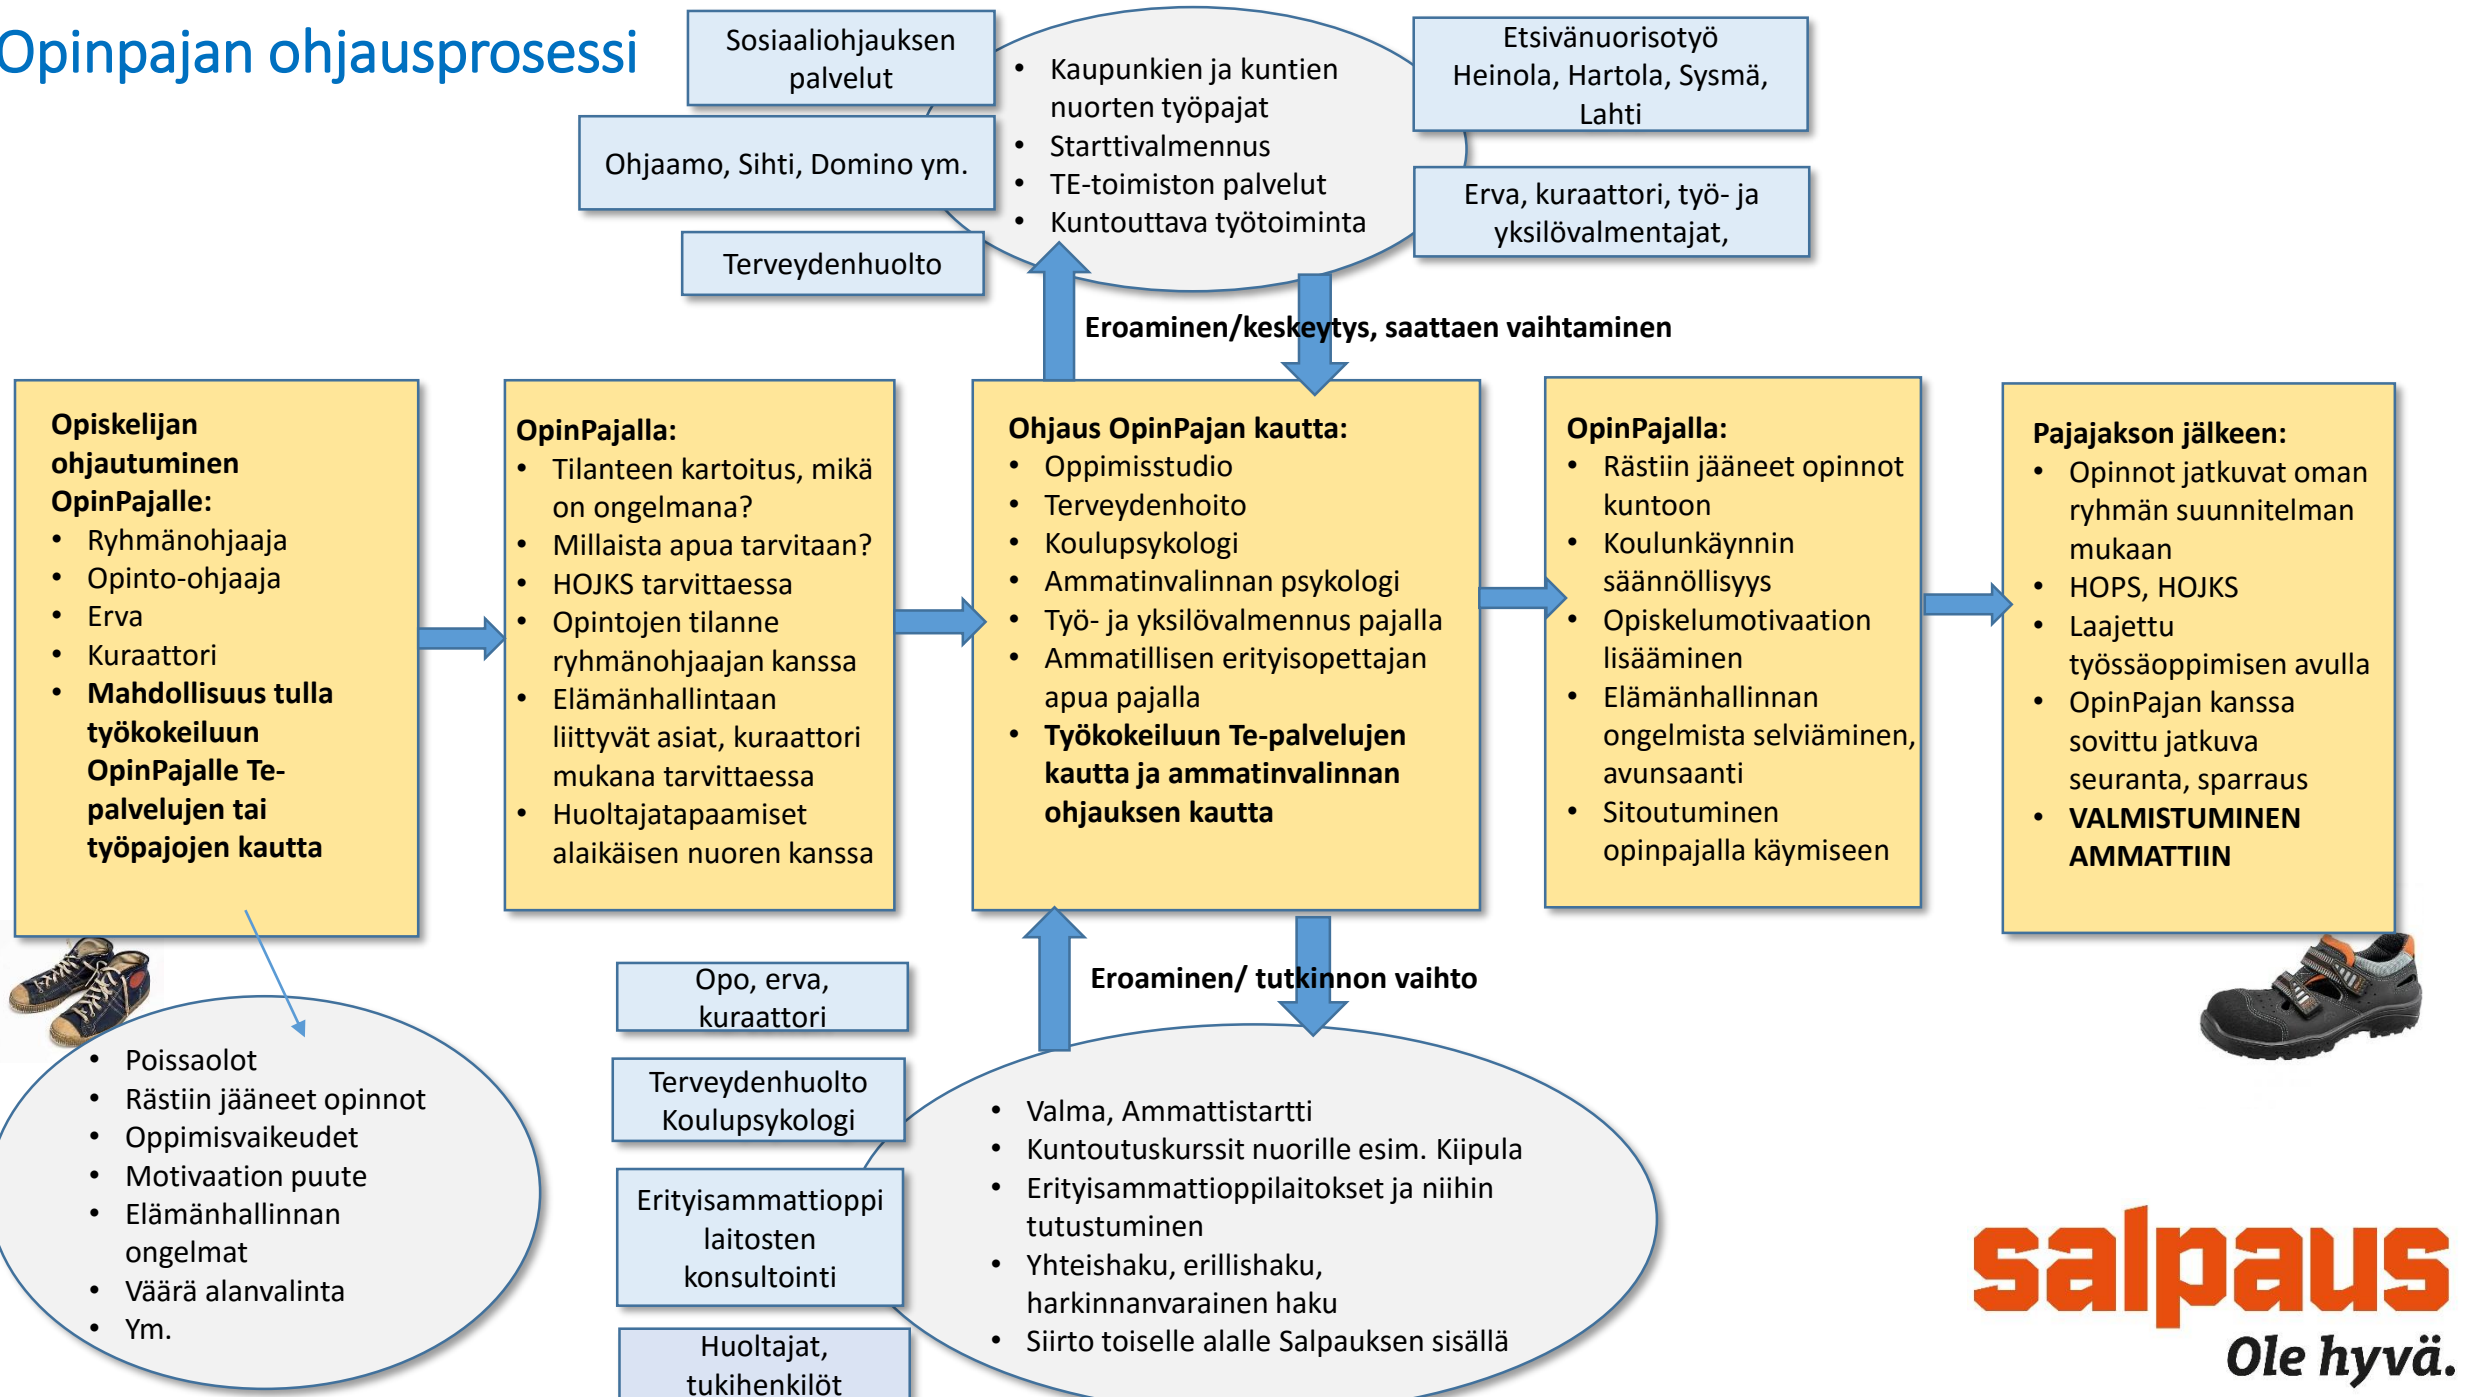 Opinpajan ohjausprosessi
Sosiaaliohjauksen
palvelut
Ohjaamo, Sihti, Domino ym.
Terveydenhuolto
• Kaupunkien ja kuntien
nuorten työpajat
• Starttivalmennus
• TE-toimiston palvelut
• Kuntouttava työtoiminta
Etsivänuorisotyö
Heinola, Hartola, Sysmä,
Lahti
Erva, kuraattori, työ- ja
yksilövalmentajat,
Eroaminen/keskeytys, saattaen vaihtaminen
Opiskelijan
ohjautuminen
OpinPajalle:
• Ryhmänohjaaja
• Opinto-ohjaaja
• Erva
• Kuraattori
• Mahdollisuus tulla
työkokeiluun
OpinPajalle Te-
palvelujen tai
työpajojen kautta
OpinPajalla:
• Tilanteen kartoitus, mikä
on ongelmana?
• Millaista apua tarvitaan?
• HOJKS tarvittaessa
• Opintojen tilanne
ryhmänohjaajan kanssa
• Elämänhallintaan
liittyvät asiat, kuraattori
mukana tarvittaessa
• Huoltajatapaamiset
alaikäisen nuoren kanssa
Ohjaus OpinPajan kautta:
• Oppimisstudio
• Terveydenhoito
• Koulupsykologi
• Ammatinvalinnan psykologi
• Työ- ja yksilövalmennus pajalla
• Ammatillisen erityisopettajan
apua pajalla
• Työkokeiluun Te-palvelujen
kautta ja ammatinvalinnan
ohjauksen kautta
OpinPajalla:
• Rästiin jääneet opinnot
kuntoon
• Koulunkäynnin
säännöllisyys
• Opiskelumotivaation
lisääminen
• Elämänhallinnan
ongelmista selviäminen,
avunsaanti
• Sitoutuminen
opinpajalla käymiseen
Pajajakson jälkeen:
• Opinnot jatkuvat oman
ryhmän suunnitelman
mukaan
• HOPS, HOJKS
• Laajettu
työssäoppimisen avulla
• OpinPajan kanssa
sovittu jatkuva
seuranta, sparraus
• VALMISTUMINEN
AMMATTIIN
Eroaminen/ tutkinnon vaihto
• Poissaolot
• Rästiin jääneet opinnot
• Oppimisvaikeudet
• Motivaation puute
• Elämänhallinnan
ongelmat
• Väärä alanvalinta
• Ym.
Opo, erva,
kuraattori
Terveydenhuolto
Koulupsykologi
Erityisammattioppi
laitosten
konsultointi
Huoltajat,
tukihenkilöt
• Valma, Ammattistartti
• Kuntoutuskurssit nuorille esim. Kiipula
• Erityisammattioppilaitokset ja niihin
tutustuminen
• Yhteishaku, erillishaku,
harkinnanvarainen haku
• Siirto toiselle alalle Salpauksen sisällä
salpaus
Ole hyvä.